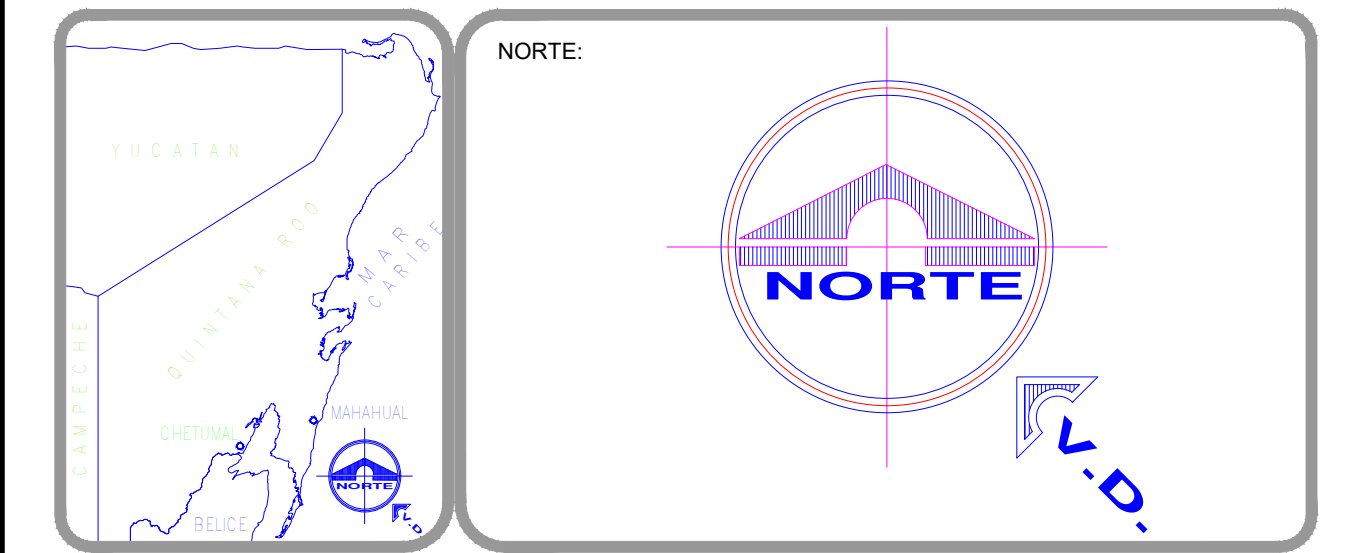 YUCATAN
QUINTANA ROO
MAR
CARIBE
CAMPECHE
MAHAHUAL
CHETUMAL
BELICE
NORTE
V.D.
NORTE:
NORTE
V.D.